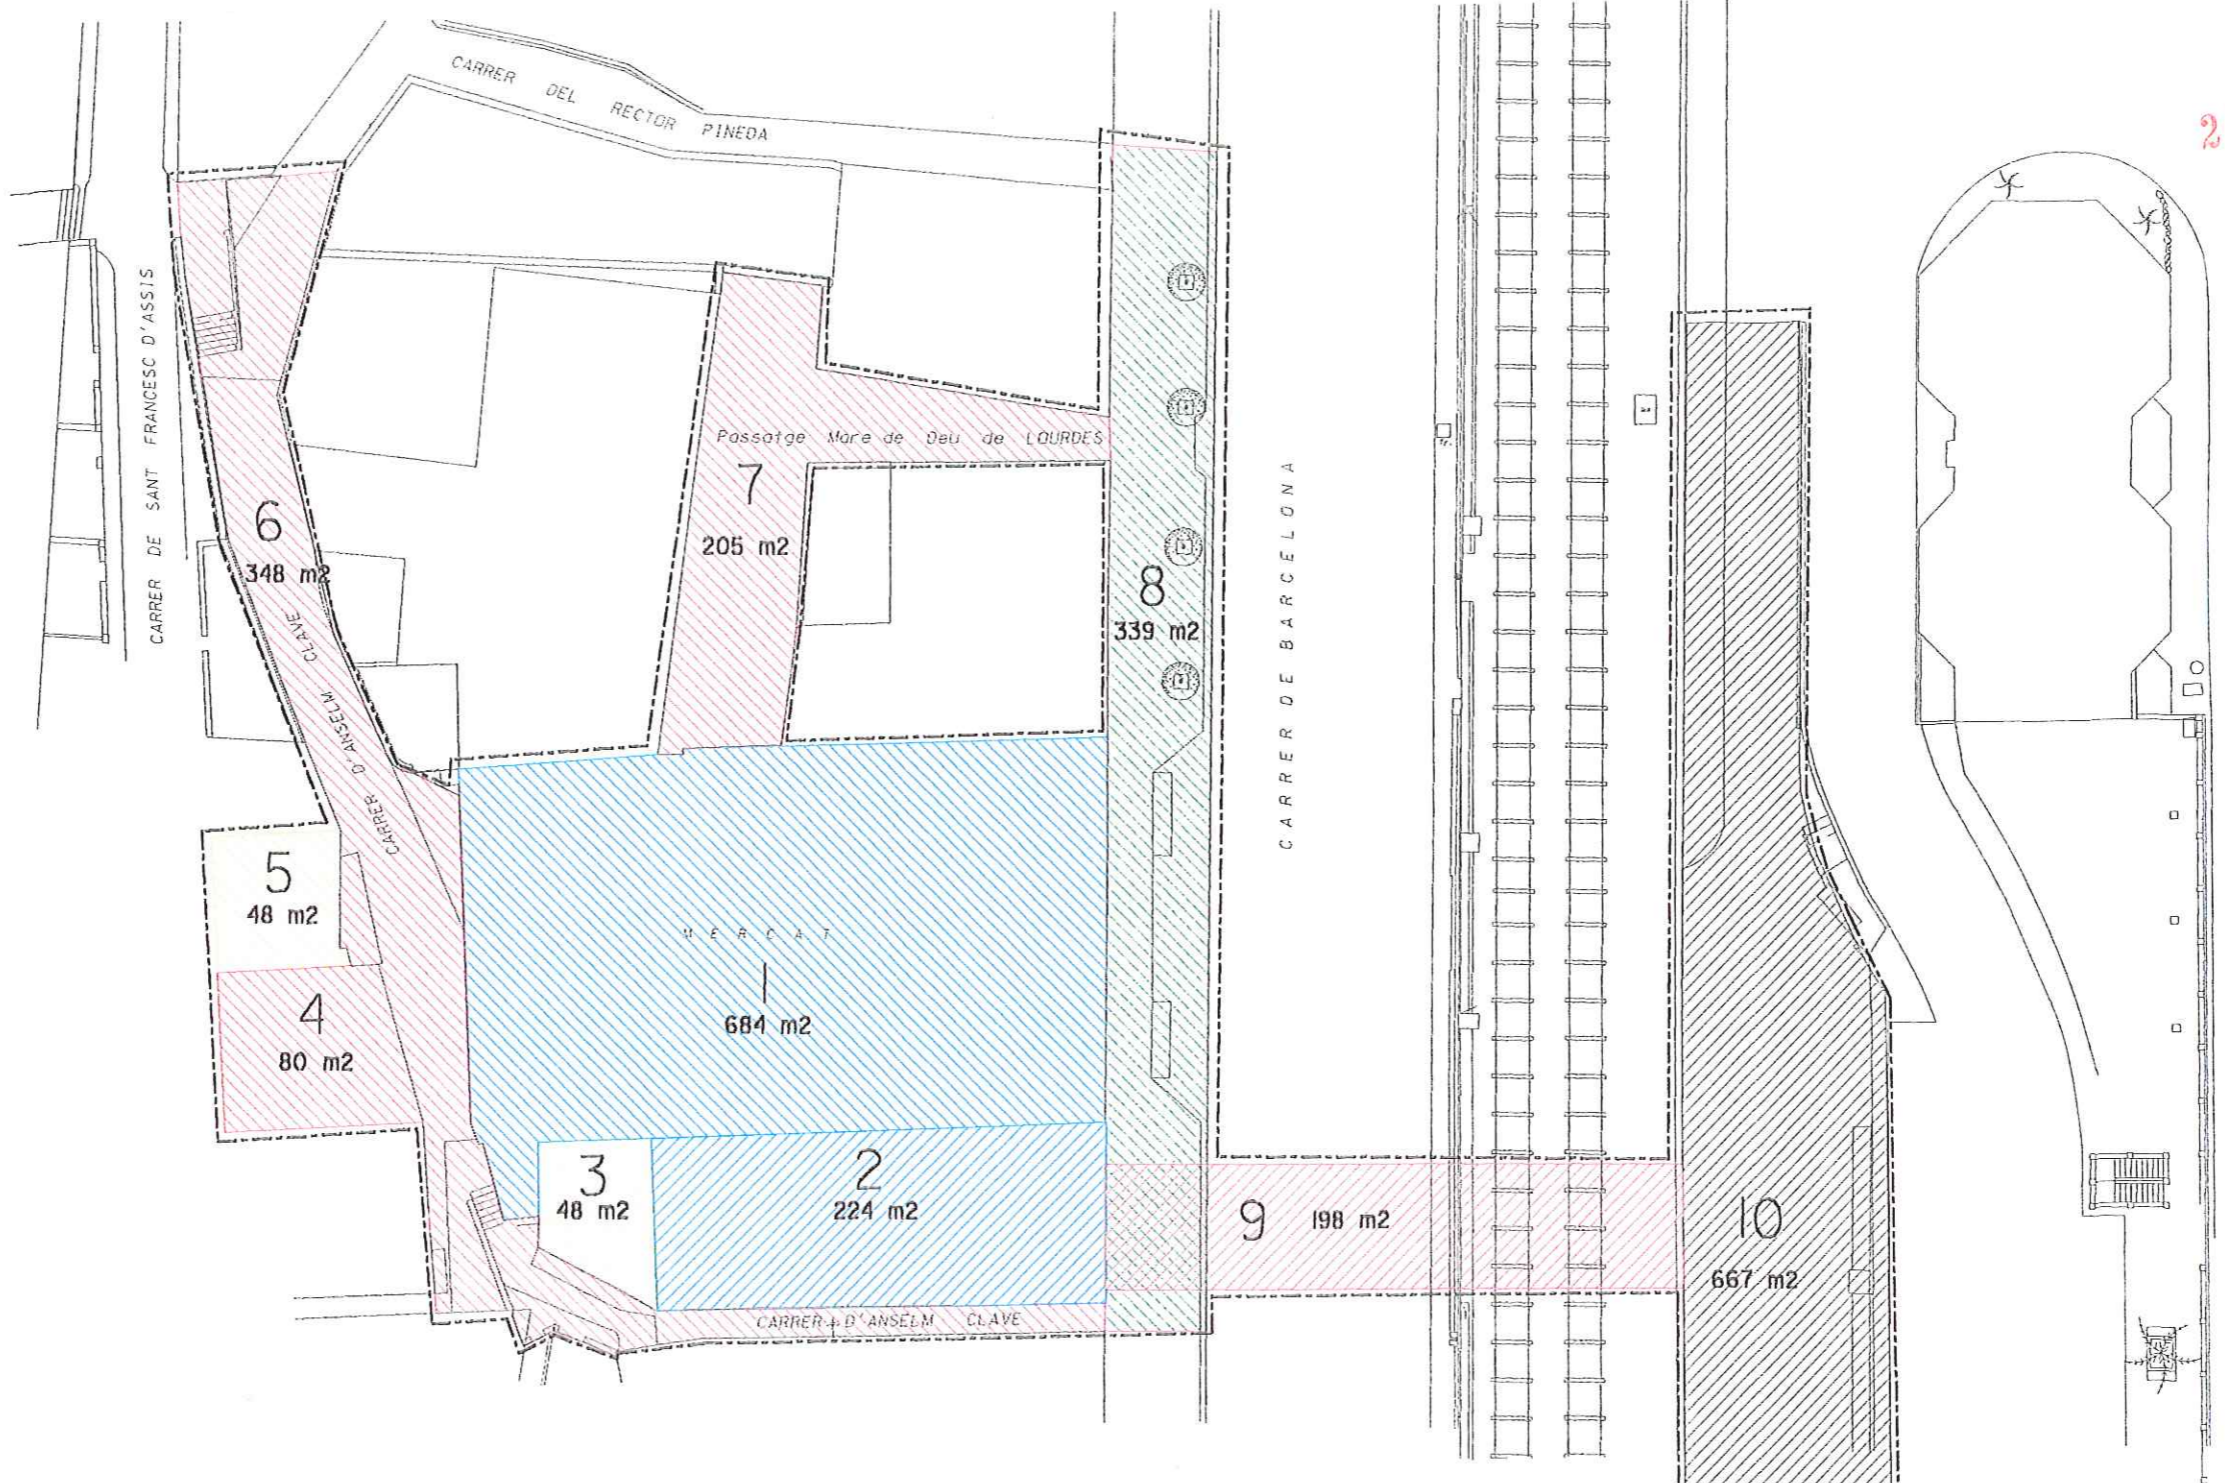 CARRER DEL RECTOR PINEDA
2
CARRER DE SANT FRANCESC D'ASSIS
Passatge Mare de Deu de LOURDES
7
205 m2
6
348 m2
8
339 m2
CARRER DE BARCELONA
CARRER D'ANSELM CLAVE
5
48 m2
MERCAT
1
684 m2
4
80 m2
3
48 m2
2
224 m2
9 198 m2
10
667 m2
CARRER D'ANSELM CLAVE